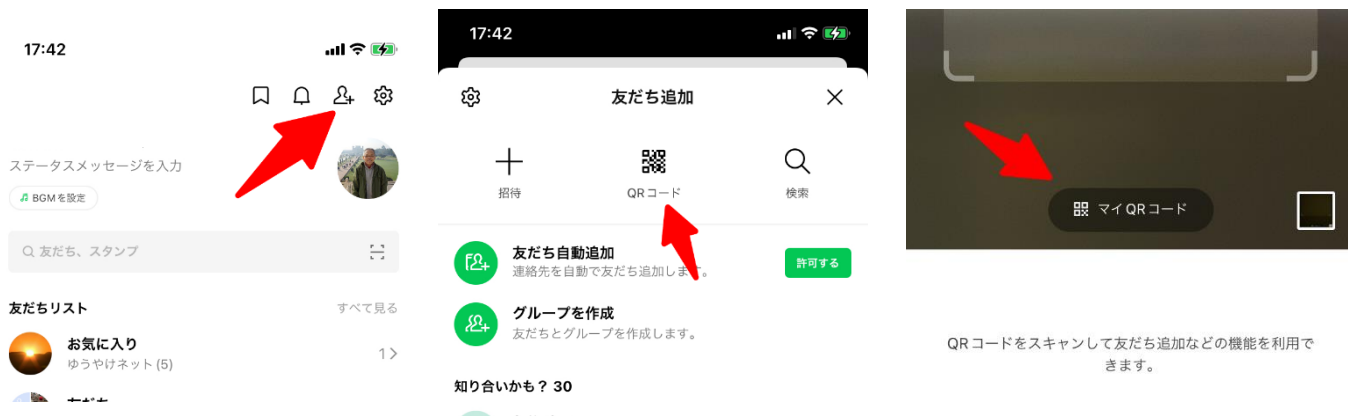 17:42
ステータスメッセージを入力
BGMを設定
友だち、スタンプ
友だちリスト
すべて見る
お気に入り
ゆうやけネット (5)
1
友だち
17:42
友だち追加
招待
QRコード
検索
友だち自動追加
連絡先を自動で友だち追加します。
許可する
グループを作成
友だちとグループを作成します。
知り合いかも？ 30
マイQRコード
QRコードをスキャンして友だち追加などの機能を利用で
きます。